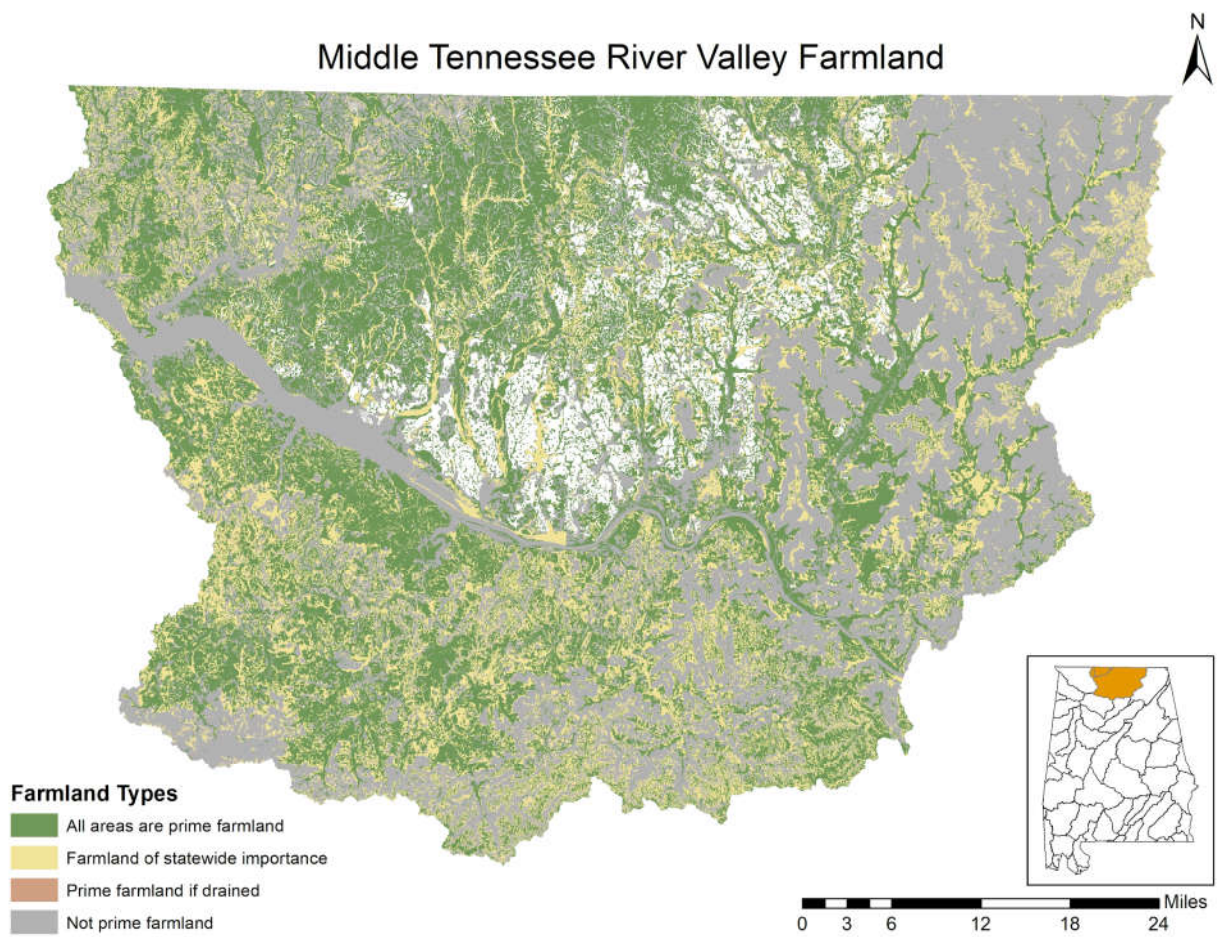 N
Middle Tennessee River Valley Farmland
Farmland Types
All areas are prime farmland
Farmland of statewide importance
Prime farmland if drained
Not prime farmland
Miles
0 3 6 12 18 24